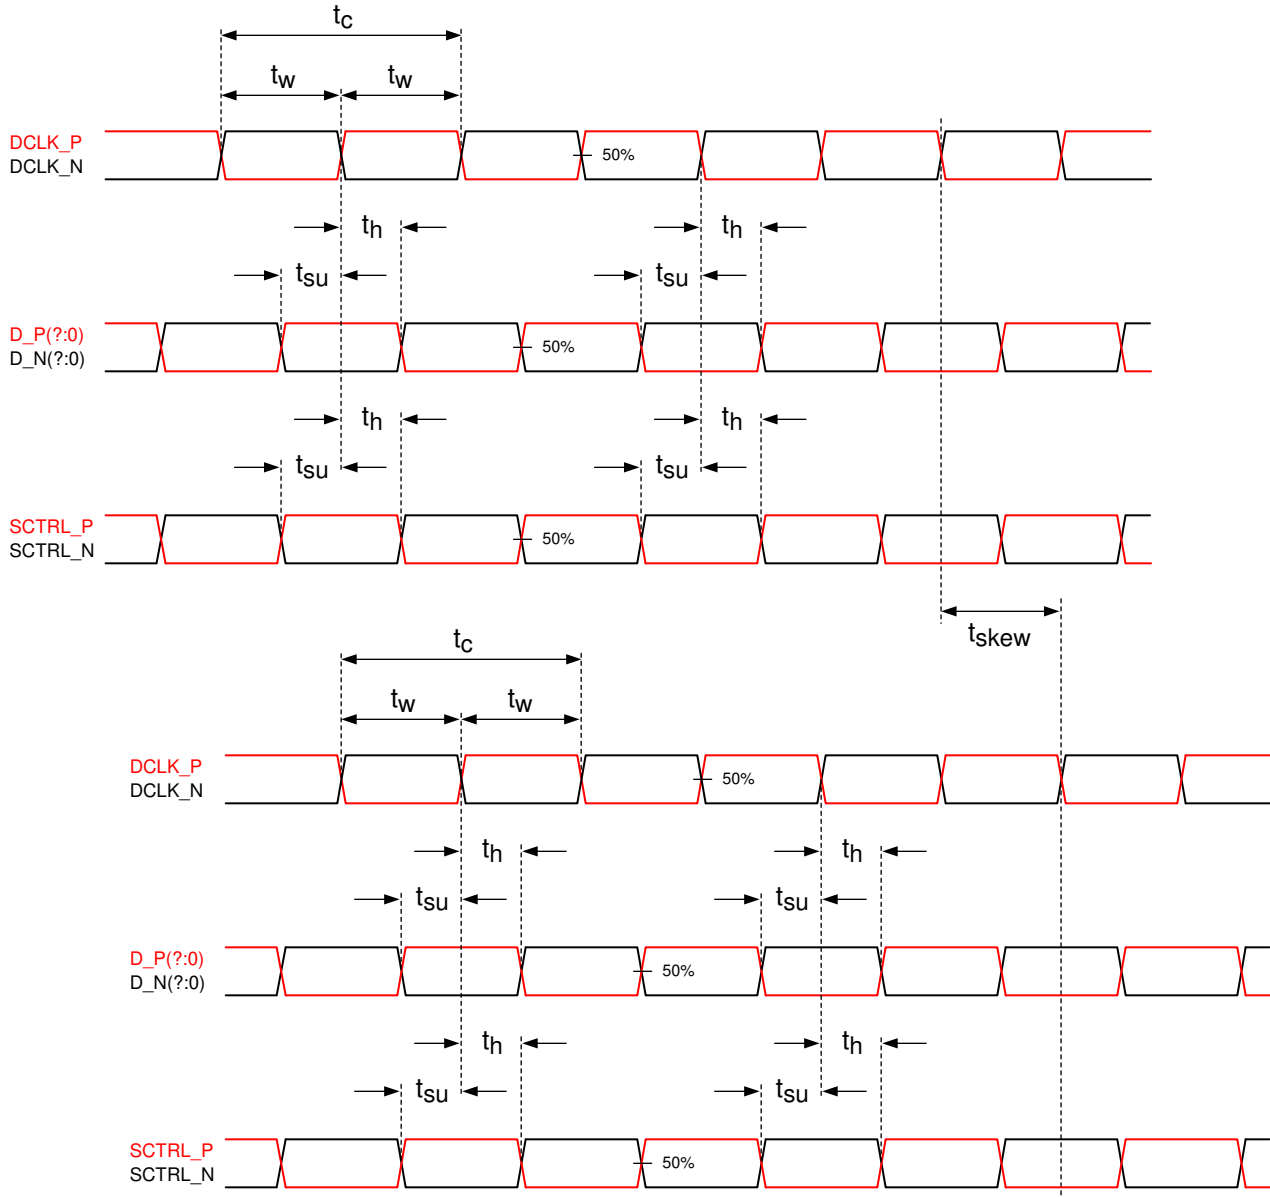 tc
tw tw
DCLK_P
DCLK_N
50%
th th
tsu tsu
D_P(?:0)
D_N(?:0)
50%
th th
tsu tsu
SCTRL_P
SCTRL_N
50%
tskew
tc
tw tw
DCLK_P
DCLK_N
50%
th th
tsu tsu
D_P(?:0)
D_N(?:0)
50%
th th
tsu tsu
SCTRL_P
SCTRL_N
50%